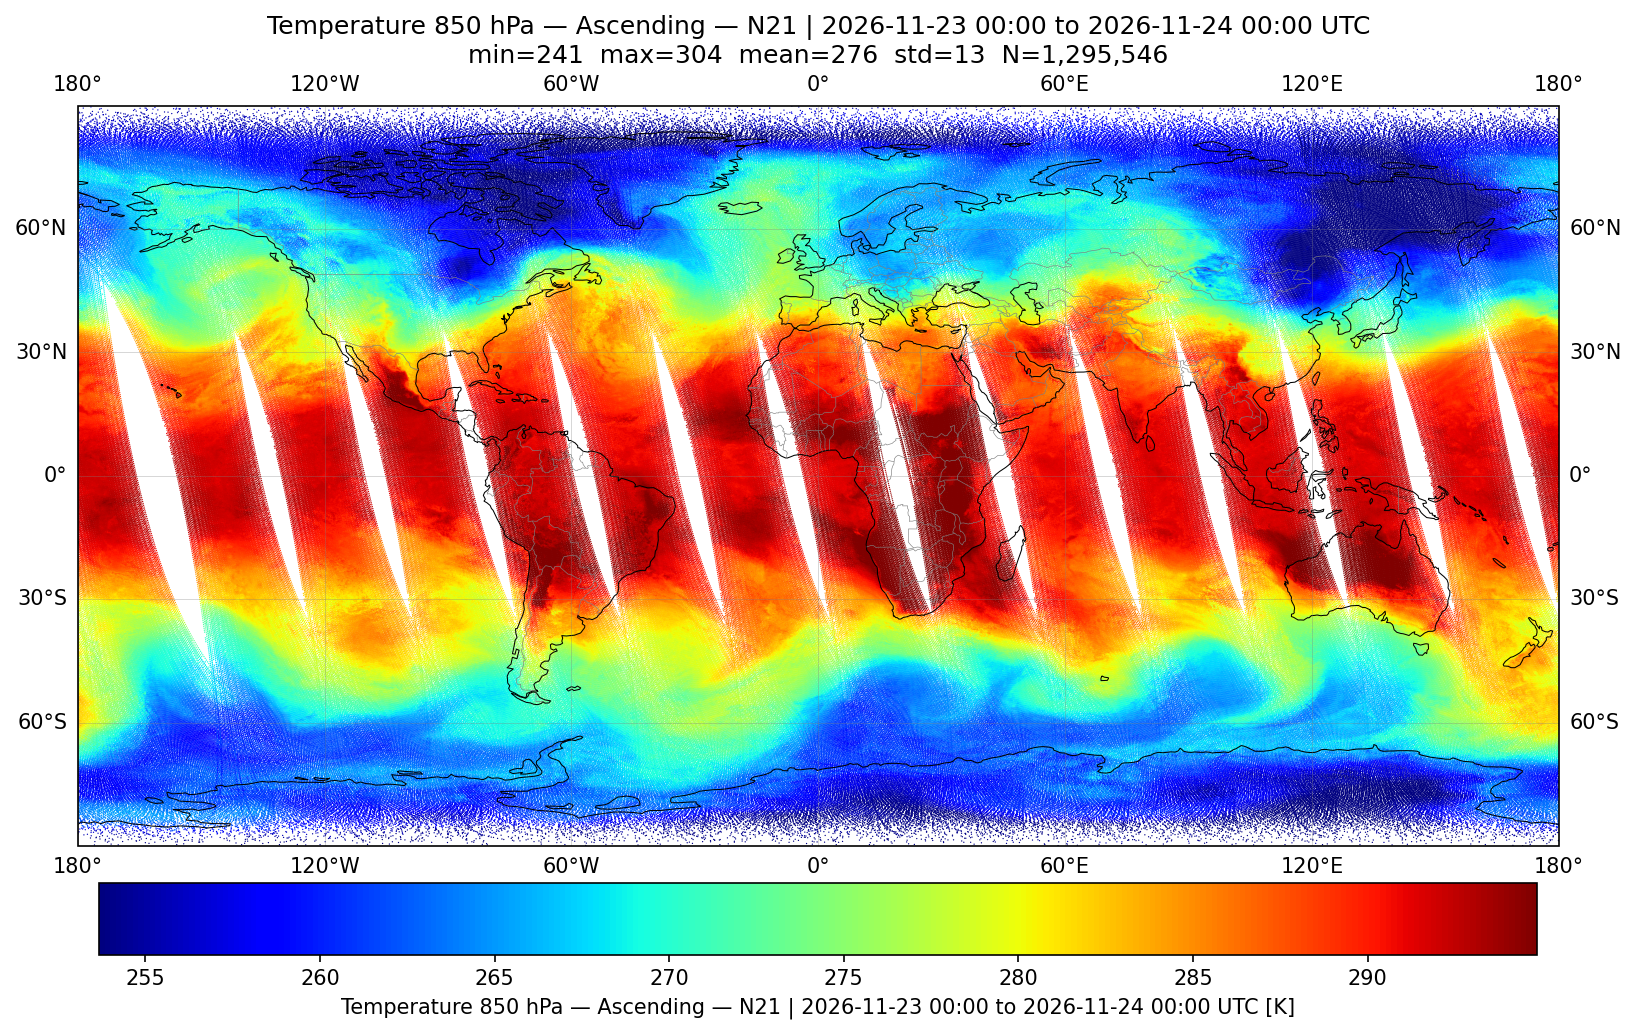 Temperature 850 hPa — Ascending — N21 | 2026-11-23 00:00 to 2026-11-24 00:00 UTC
min=241  max=304  mean=276  std=13  N=1,295,546
180° 120°W 60°W 0° 60°E 120°E 180°
60°N 60°N
30°N 30°N
0° 0°
30°S 30°S
60°S 60°S
180° 120°W 60°W 0° 60°E 120°E 180°
255 260 265 270 275 280 285 290
Temperature 850 hPa — Ascending — N21 | 2026-11-23 00:00 to 2026-11-24 00:00 UTC [K]